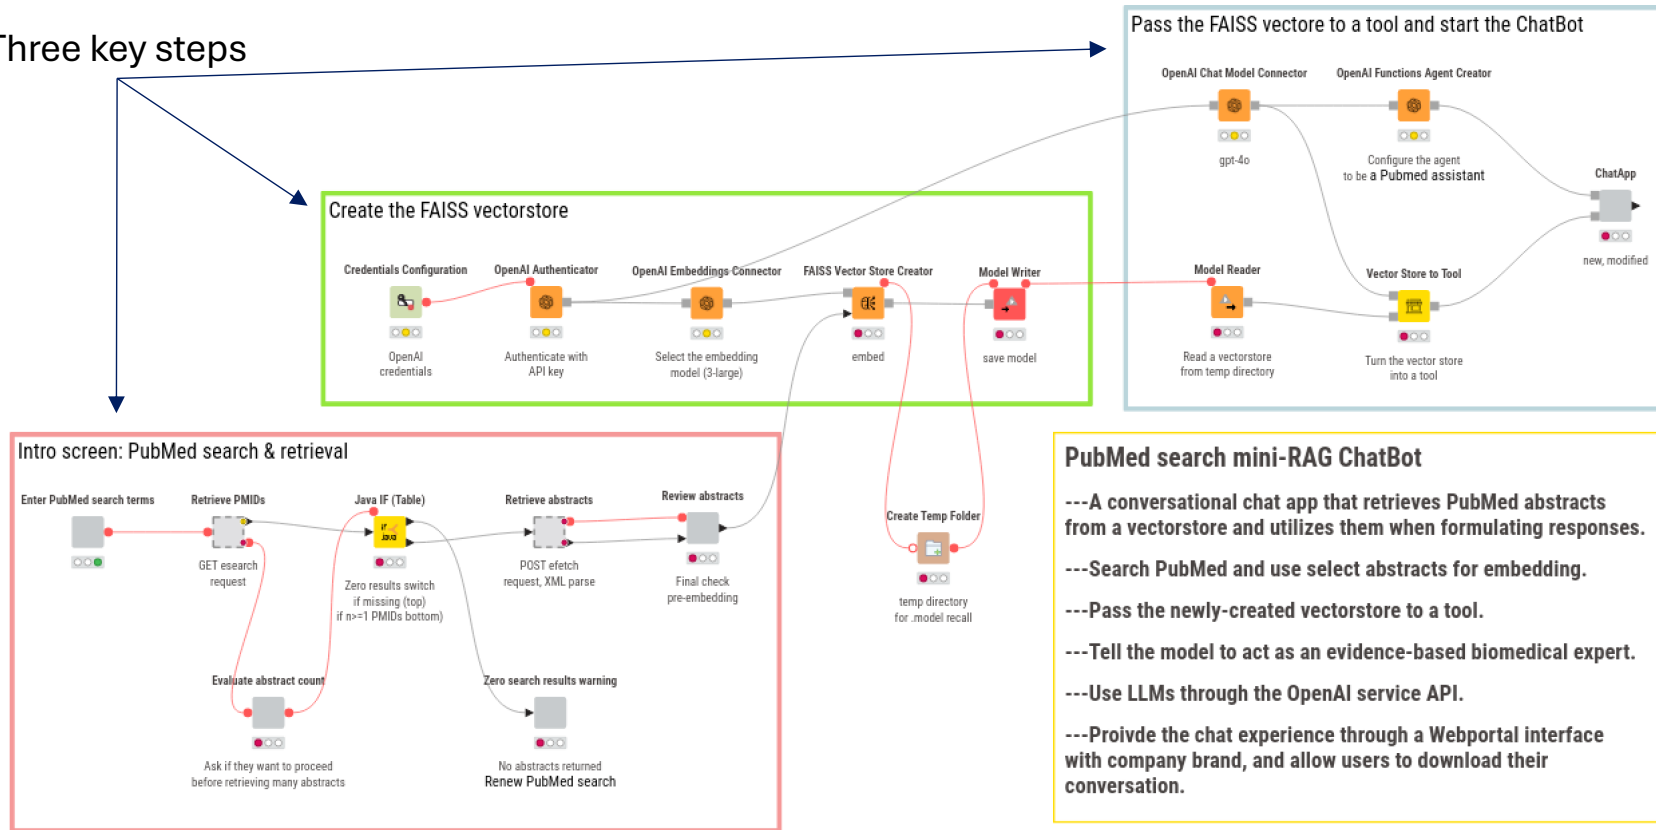 Three key steps
Pass the FAISS vectore to a tool and start the ChatBot
OpenAI Chat Model Connector
OpenAI Functions Agent Creator
gpt-4o
Configure the agent
to be a Pubmed assistant
ChatApp
new, modified
Model Reader
Read a vectorstore
from temp directory
Vector Store to Tool
Turn the vector store
into a tool
Create the FAISS vectorstore
Credentials Configuration
OpenAI
credentials
OpenAI Authenticator
Authenticate with
API key
OpenAI Embeddings Connector
Select the embedding
model (3-large)
FAISS Vector Store Creator
embed
Model Writer
save model
Create Temp Folder
temp directory
for .model recall
Intro screen: PubMed search & retrieval
Enter PubMed search terms
Retrieve PMIDs
GET esearch
request
Java IF (Table)
IF
Java
Zero results switch
if missing (top)
if n>=1 PMIDs bottom)
Retrieve abstracts
POST efetch
request, XML parse
Review abstracts
Final check
pre-embedding
Evaluate abstract count
Ask if they want to proceed
before retrieving many abstracts
Zero search results warning
No abstracts returned
Renew PubMed search
PubMed search mini-RAG ChatBot
---A conversational chat app that retrieves PubMed abstracts
from a vectorstore and utilizes them when formulating responses.
---Search PubMed and use select abstracts for embedding.
---Pass the newly-created vectorstore to a tool.
---Tell the model to act as an evidence-based biomedical expert.
---Use LLMs through the OpenAI service API.
---Proivde the chat experience through a Webportal interface
with company brand, and allow users to download their
conversation.